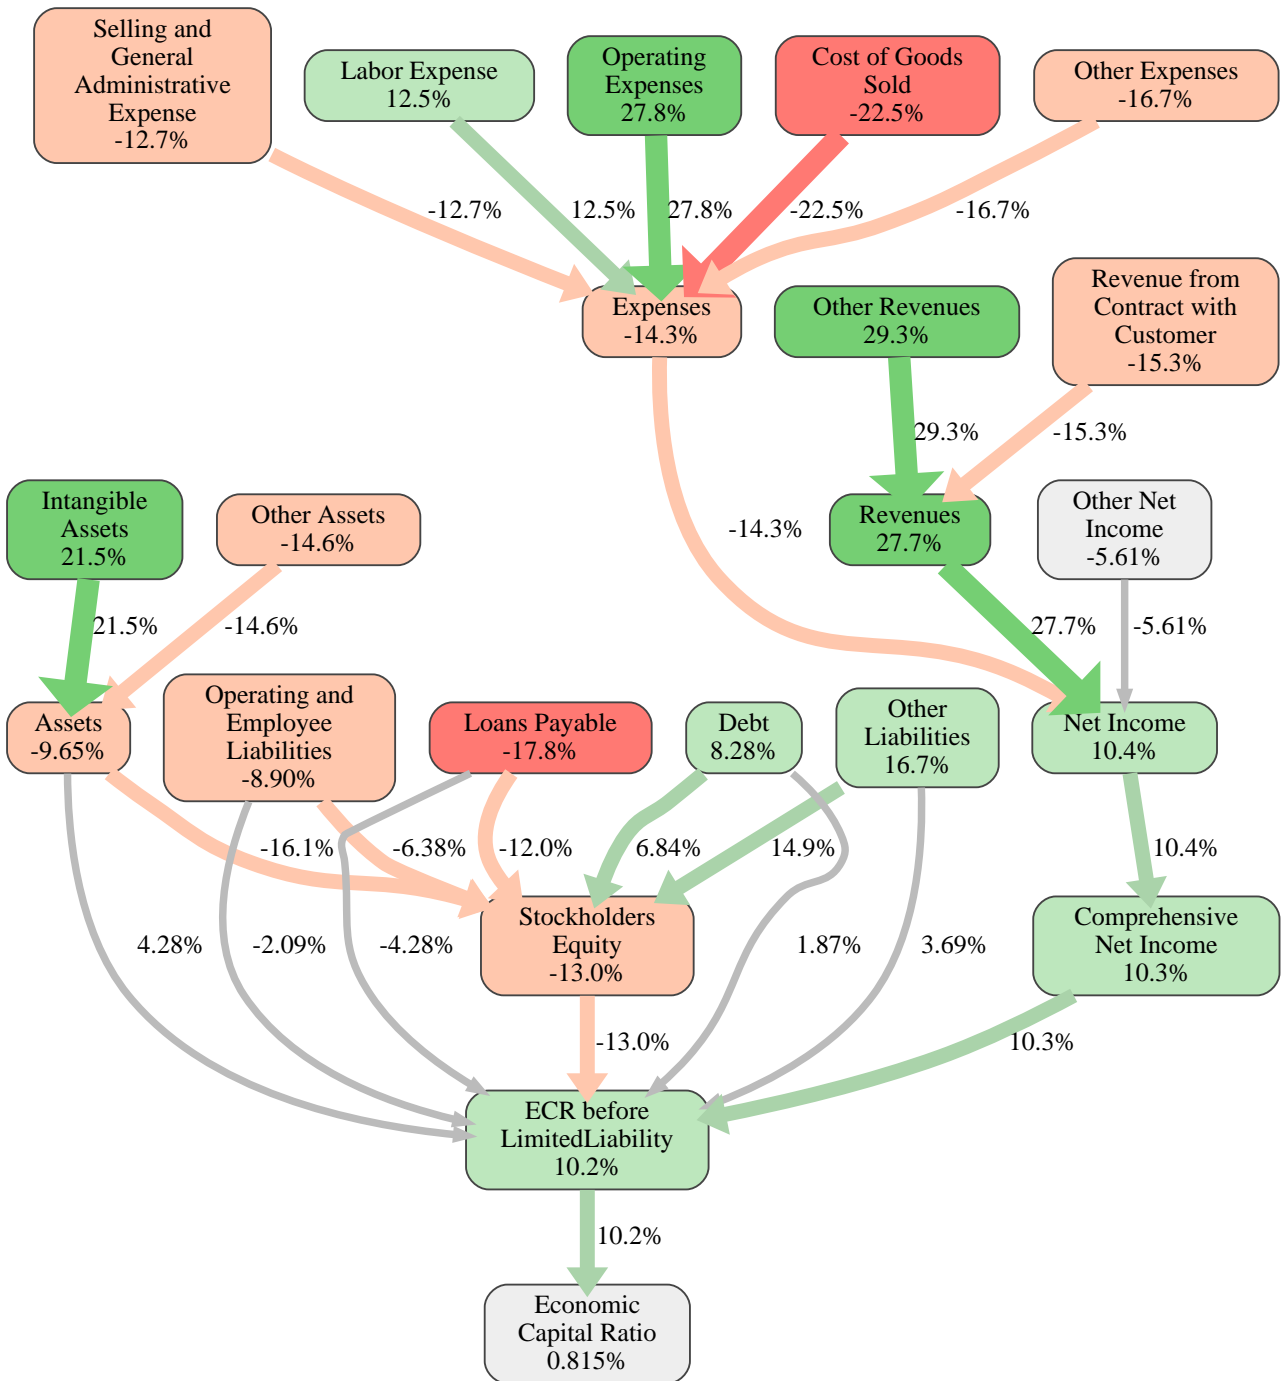 Selling and
General
Administrative
Expense
-12.7%
Labor Expense
12.5%
Operating
Expenses
27.8%
Cost of Goods
Sold
-22.5%
Other Expenses
-16.7%
-12.7%
12.5%
27.8%
-22.5%
-16.7%
Expenses
-14.3%
Other Revenues
29.3%
Revenue from
Contract with
Customer
-15.3%
29.3%
-15.3%
Intangible
Assets
21.5%
Other Assets
-14.6%
-14.3%
Revenues
27.7%
Other Net
Income
-5.61%
21.5%
-14.6%
27.7%
-5.61%
Assets
-9.65%
Operating and
Employee
Liabilities
-8.90%
Loans Payable
-17.8%
Debt
8.28%
Other
Liabilities
16.7%
Net Income
10.4%
-16.1%
-6.38%
-12.0%
6.84%
14.9%
10.4%
4.28%
-2.09%
-4.28%
Stockholders
Equity
-13.0%
1.87%
3.69%
Comprehensive
Net Income
10.3%
-13.0%
10.3%
ECR before
LimitedLiability
10.2%
10.2%
Economic
Capital Ratio
0.815%